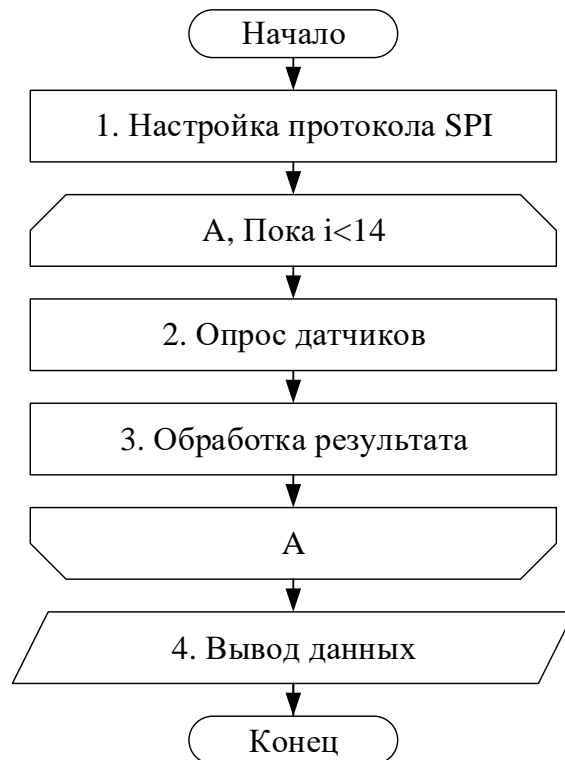 Начало
1. Настройка протокола SPI
А, Пока i<14
2. Опрос датчиков
3. Обработка результата
А
4. Вывод данных
Конец